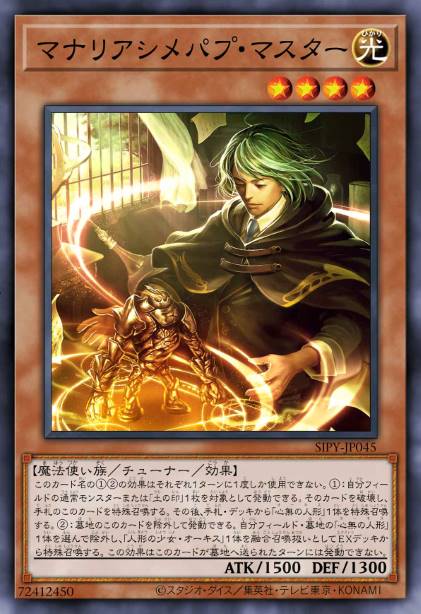 マナリアシメパプ・マスター
光
ひかり
SIPY-JP045
【魔法使い族／チューナー／効果】
このカード名の①②の効果はそれぞれ1ターンに1度しか使用できない。①：自分フィー
ルドの通常モンスターまたは「土の印」1枚を対象として発動できる。そのカードを破壊し、
手札のこのカードを特殊召喚する。その後、手札・デッキから「心無の人形」1体を特殊召喚
する。②：墓地のこのカードを除外して発動できる。自分フィールド・墓地の「心無の人形」
1体を選んで除外し、「人形の少女・オーキス」1体を融合召喚扱いとしてEXデッキか
ら特殊召喚する。この効果はこのカードが墓地へ送られたターンには発動できない。
ATK/1500 DEF/1300
72412450
©スタジオ・ダイス/集英社・テレビ東京・KONAMI